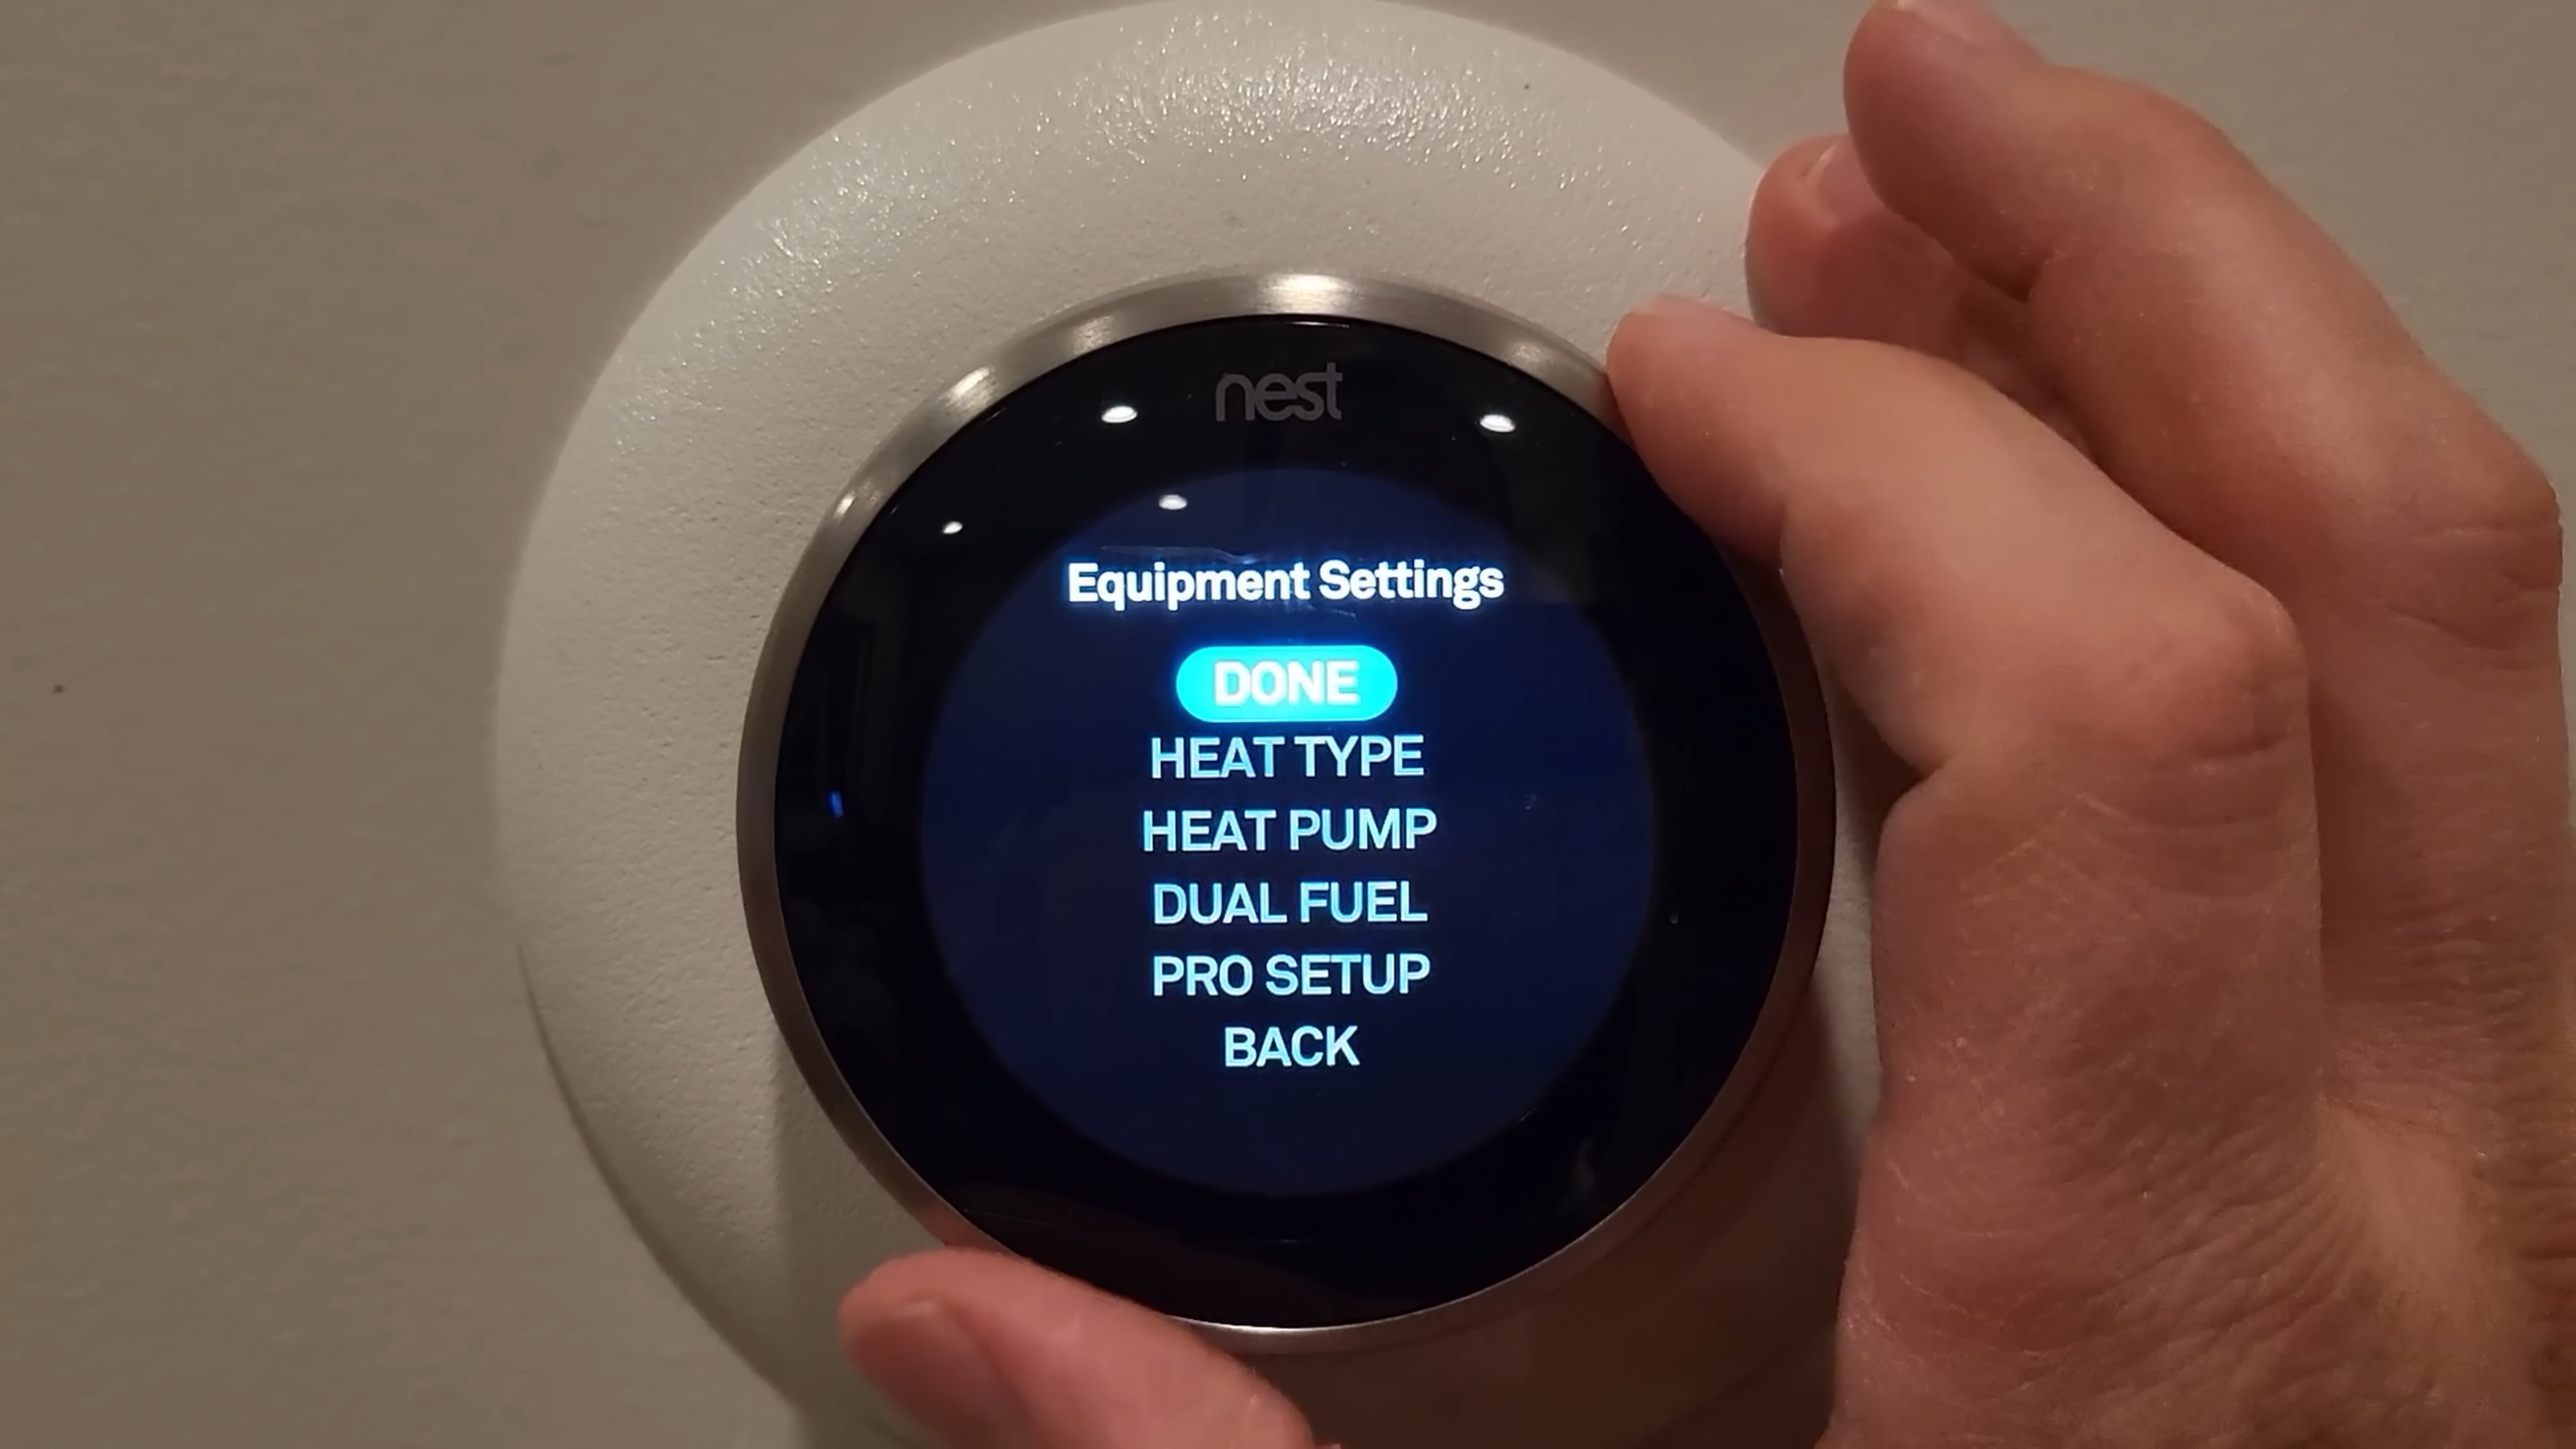 nest
Equipment Settings
DONE
HEAT TYPE
HEAT PUMP
DUAL FUEL
PRO SETUP
BACK